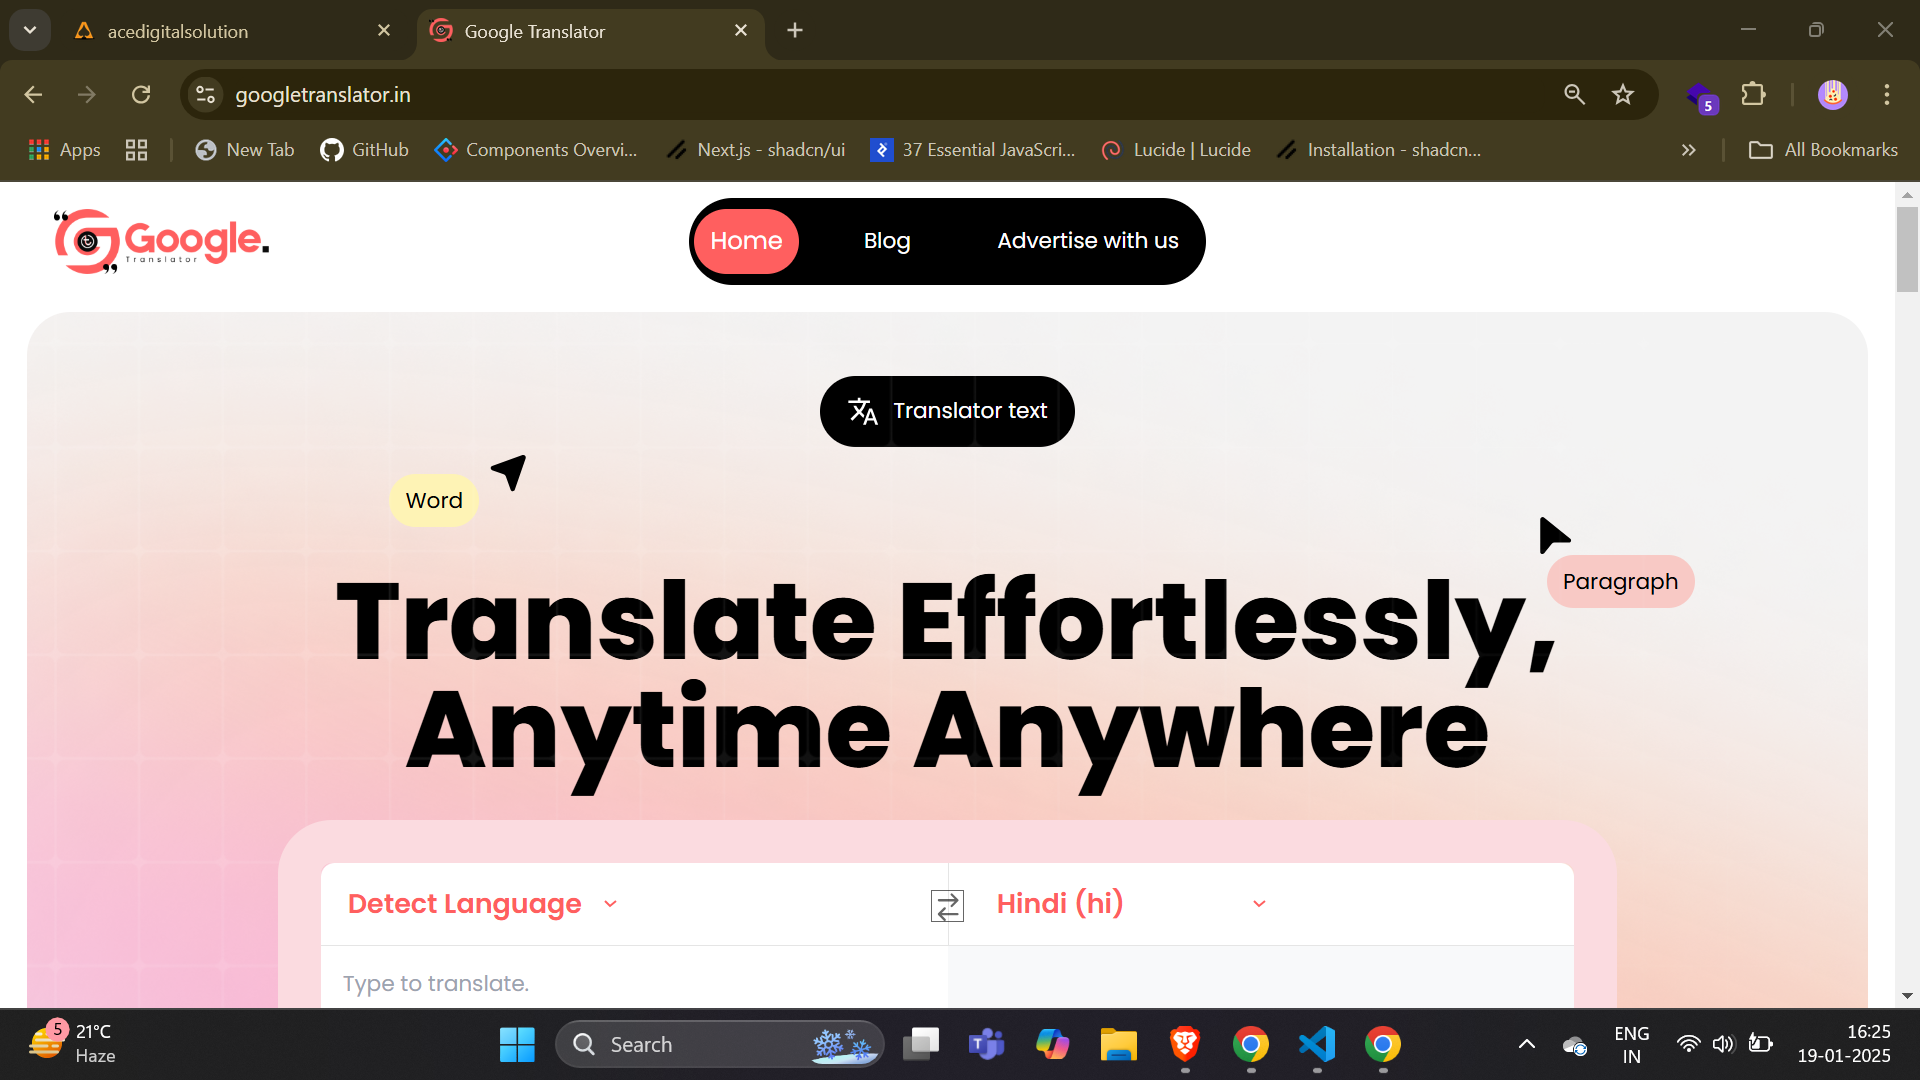 acedigitalsolution
Google Translator
googletranslator.in
5
Apps
New Tab
GitHub
Components Overvi...
Next.js - shadcn/ui
37 Essential JavaScri...
Lucide | Lucide
Installation - shadcn...
All Bookmarks
Google.
Translator
Home
Blog
Advertise with us
Translator text
Word
Paragraph
Translate Effortlessly,
Anytime Anywhere
Detect Language
Hindi (hi)
Type to translate.
5
21°C
Haze
Search
ENG
IN
16:25
19-01-2025